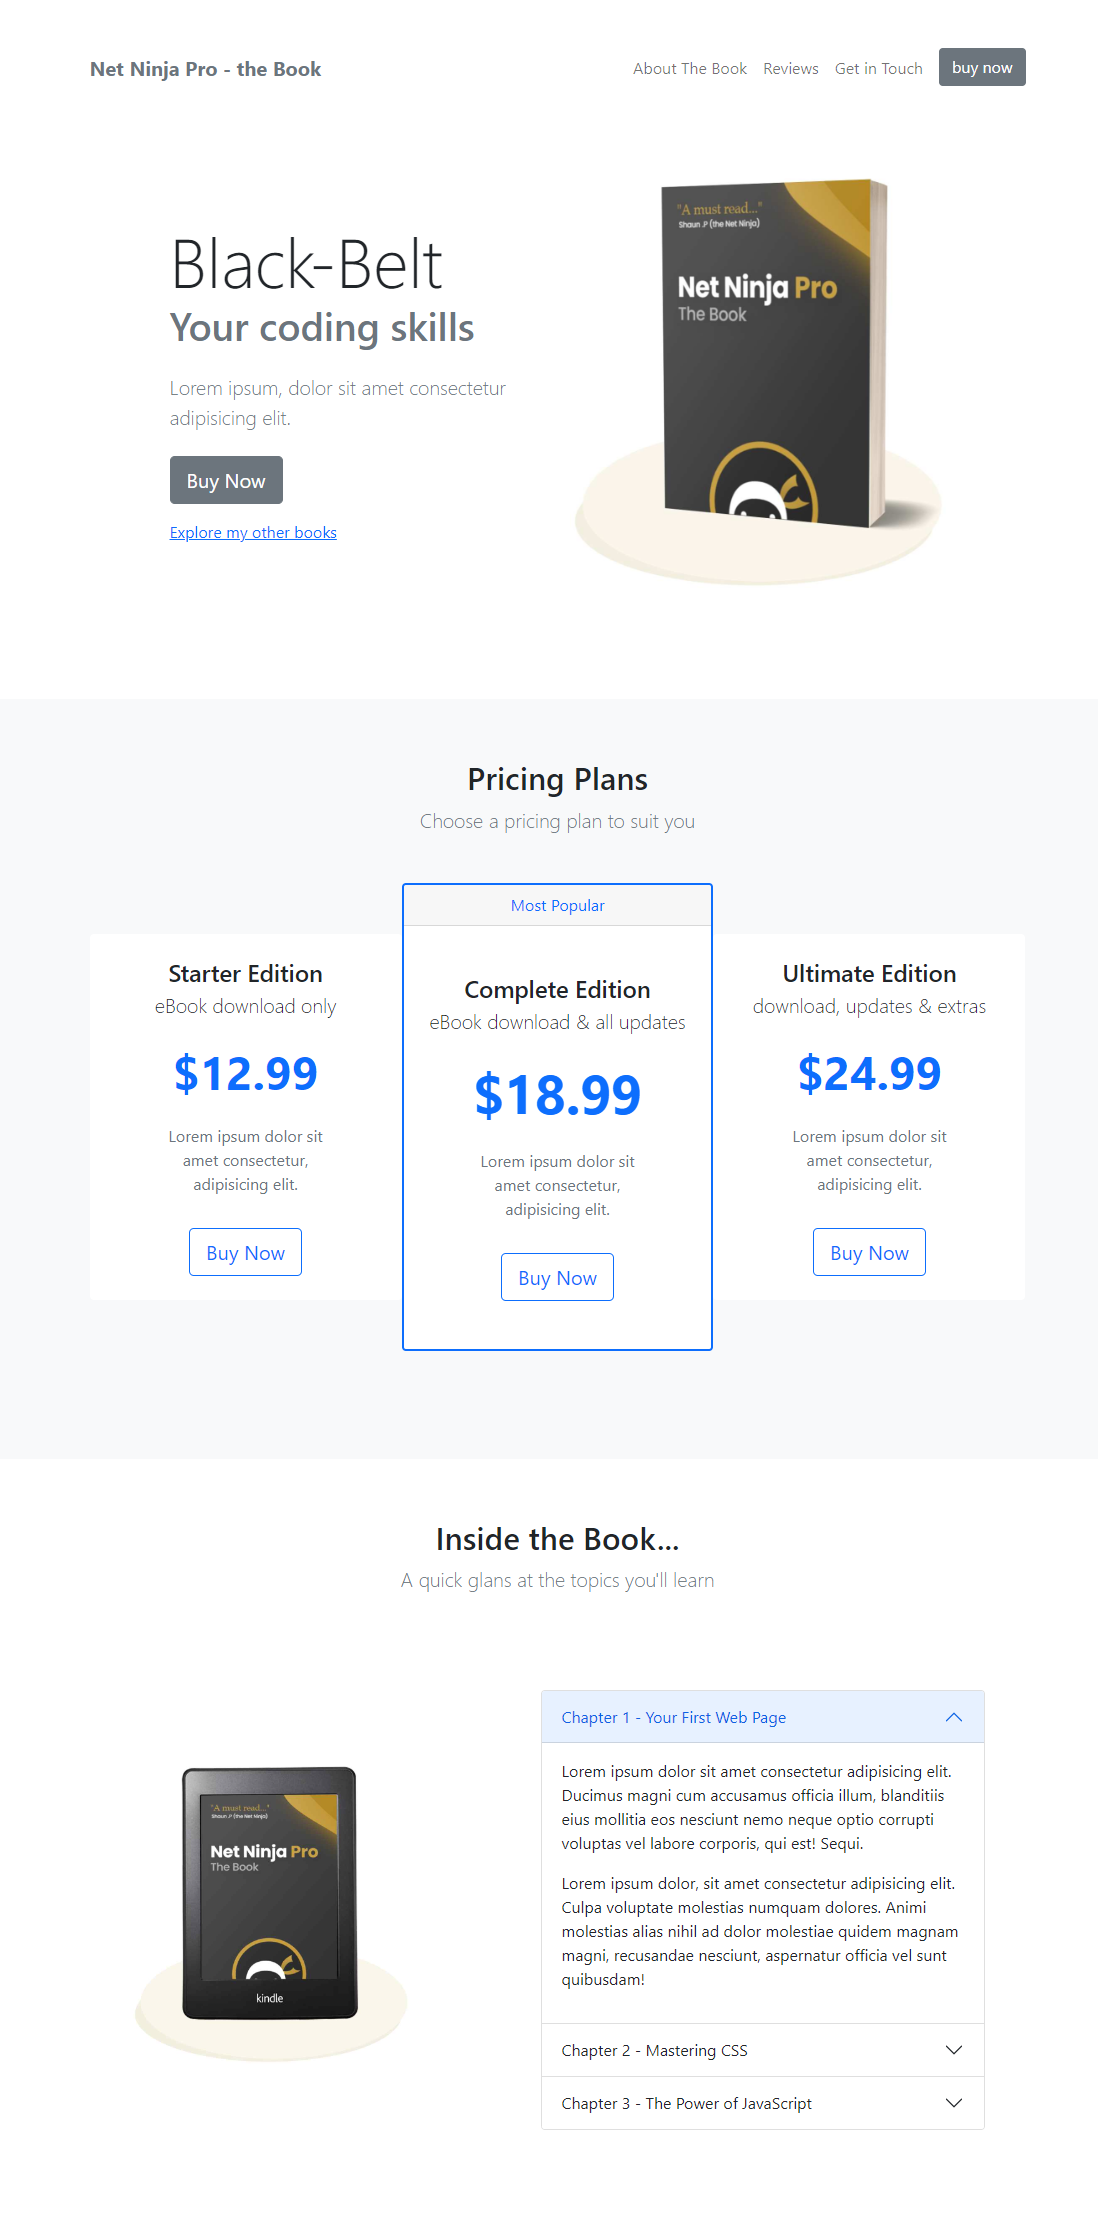 Net Ninja Pro - the Book
About The Book
Reviews
Get in Touch
buy now
Black-Belt
Your coding skills
Lorem ipsum, dolor sit amet consectetur
adipisicing elit.
Buy Now
Explore my other books
"A must read..."
Shaun .P (the Net Ninja)
Net Ninja Pro
The Book
Pricing Plans
Choose a pricing plan to suit you
Starter Edition
eBook download only
$12.99
Lorem ipsum dolor sit
amet consectetur,
adipisicing elit.
Buy Now
Most Popular
Complete Edition
eBook download & all updates
$18.99
Lorem ipsum dolor sit
amet consectetur,
adipisicing elit.
Buy Now
Ultimate Edition
download, updates & extras
$24.99
Lorem ipsum dolor sit
amet consectetur,
adipisicing elit.
Buy Now
Inside the Book...
A quick glans at the topics you'll learn
"A must read..."
Shaun .P (the Net Ninja)
Net Ninja Pro
The Book
kindle
Chapter 1 - Your First Web Page
Lorem ipsum dolor sit amet consectetur adipisicing elit.
Ducimus magni cum accusamus officia illum, blanditiis
eius mollitia eos nesciunt nemo neque optio corrupti
voluptas vel labore corporis, qui est! Sequi.
Lorem ipsum dolor, sit amet consectetur adipisicing elit.
Culpa voluptate molestias numquam dolores. Animi
molestias alias nihil ad dolor molestiae quidem magnam
magni, recusandae nesciunt, aspernatur officia vel sunt
quibusdam!
Chapter 2 - Mastering CSS
Chapter 3 - The Power of JavaScript